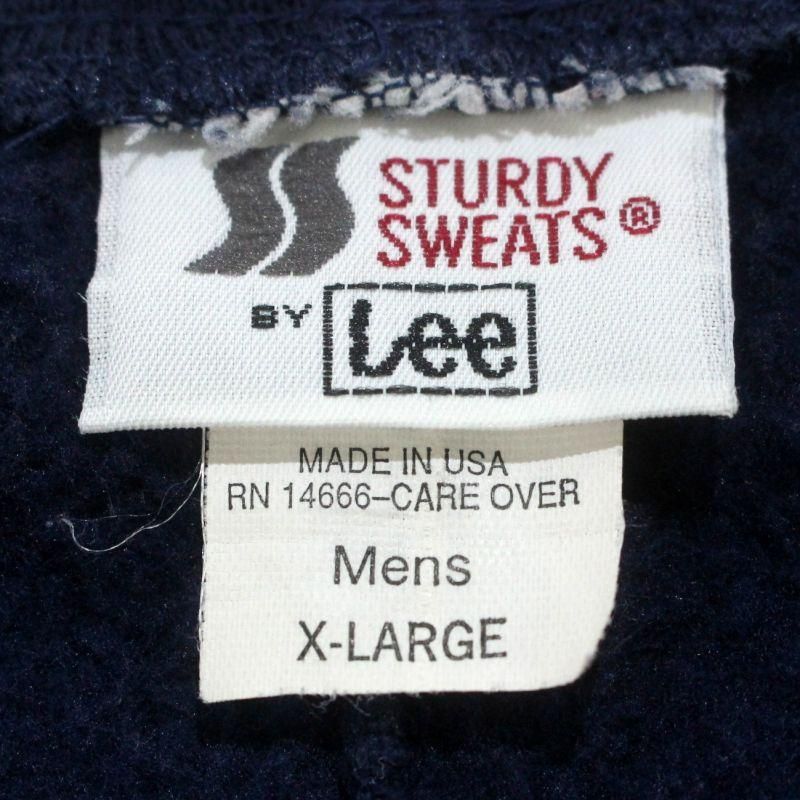 STURDY
SWEATS®
BY Lee
MADE IN USA
RN 14666-CARE OVER
Mens
X-LARGE